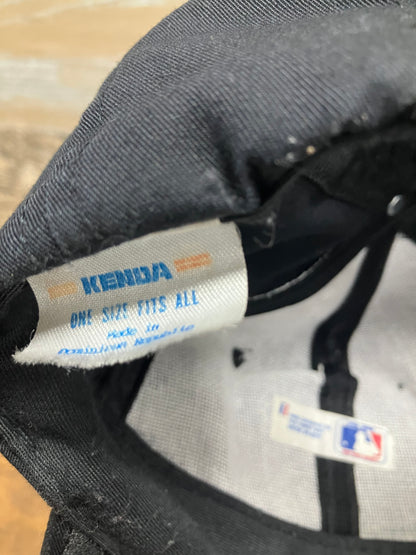 KENDA
ONE SIZE FITS ALL
Made in
Dominican Republic